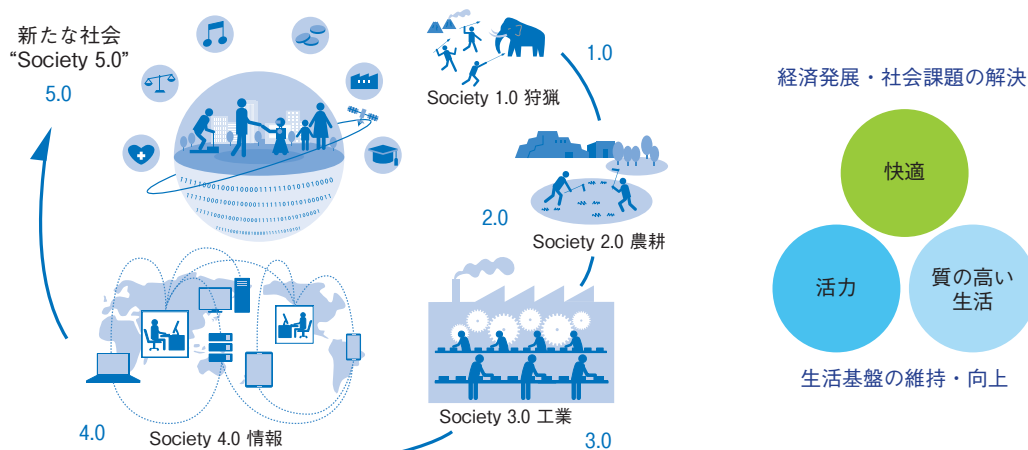 新たな社会
“Society 5.0”
5.0
1.0
Society 1.0 狩猟
2.0
Society 2.0 農耕
Society 3.0 工業
3.0
4.0
Society 4.0 情報
経済発展・社会課題の解決
快適
活力
質の高い
生活
生活基盤の維持・向上